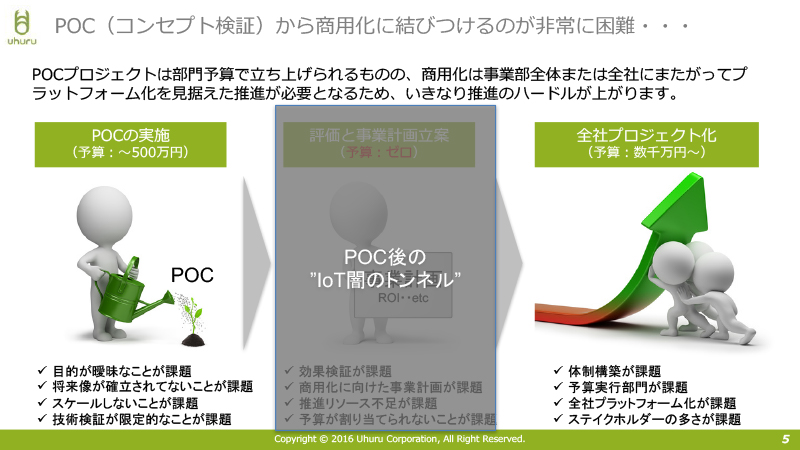 uhuru
POC（コンセプト検証）から商用化に結びつけるのが非常に困難・・・
POCプロジェクトは部門予算で立ち上げられるものの、商用化は事業部全体または全社にまたがってプ
ラットフォーム化を見据えた推進が必要となるため、いきなり推進のハードルが上がります。
POCの実施
（予算：～500万円）
POC
✓ 目的が曖昧なことが課題
✓ 将来像が確立されてないことが課題
✓ スケールしないことが課題
✓ 技術検証が限定的なことが課題
評価と事業計画立案
（予算：ゼロ）
POC後の
”IoT闇のトンネル”
事業計画
ROI・・etc
✓ 効果検証が課題
✓ 商用化に向けた事業計画が課題
✓ 推進リソース不足が課題
✓ 予算が割り当てられないことが課題
全社プロジェクト化
（予算：数千万円～）
✓ 体制構築が課題
✓ 予算実行部門が課題
✓ 全社プラットフォーム化が課題
✓ ステイクホルダーの多さが課題
Copyright © 2016 Uhuru Corporation, All Right Reserved.
5